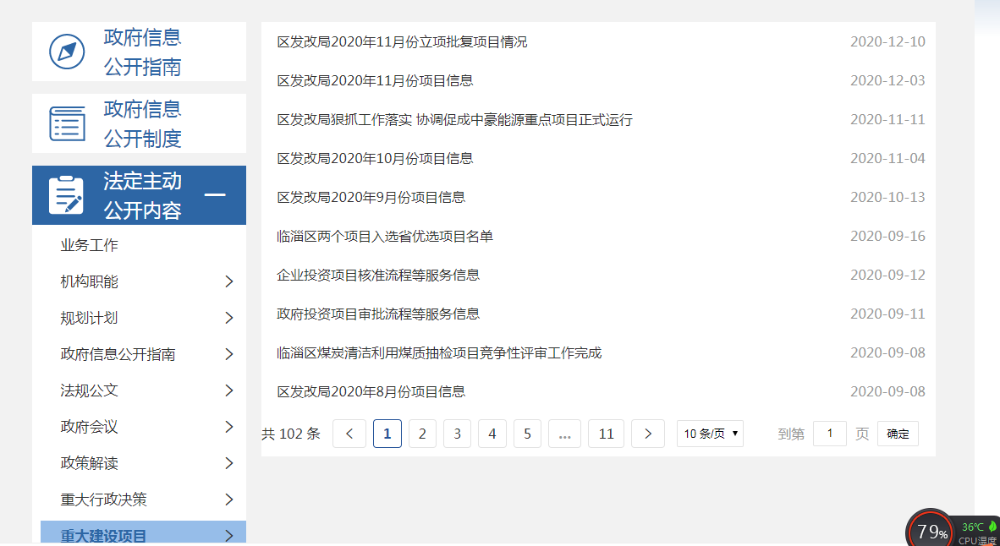 政府信息
公开指南
政府信息
公开制度
法定主动
公开内容
业务工作
机构职能
规划计划
政府信息公开指南
法规公文
政府会议
政策解读
重大行政决策
重大建设项目
区发改局2020年11月份立项批复项目情况 2020-12-10
区发改局2020年11月份项目信息 2020-12-03
区发改局狠抓工作落实 协调促成中豪能源重点项目正式运行 2020-11-11
区发改局2020年10月份项目信息 2020-11-04
区发改局2020年9月份项目信息 2020-10-13
临淄区两个项目入选省优选项目名单 2020-09-16
企业投资项目核准流程等服务信息 2020-09-12
政府投资项目审批流程等服务信息 2020-09-11
临淄区煤炭清洁利用煤质抽检项目竞争性评审工作完成 2020-09-08
区发改局2020年8月份项目信息 2020-09-08
共 102 条 < 1 2 3 4 5 ... 11 > 10 条/页 到第 1 页 确定
79% 36℃
CPU温度